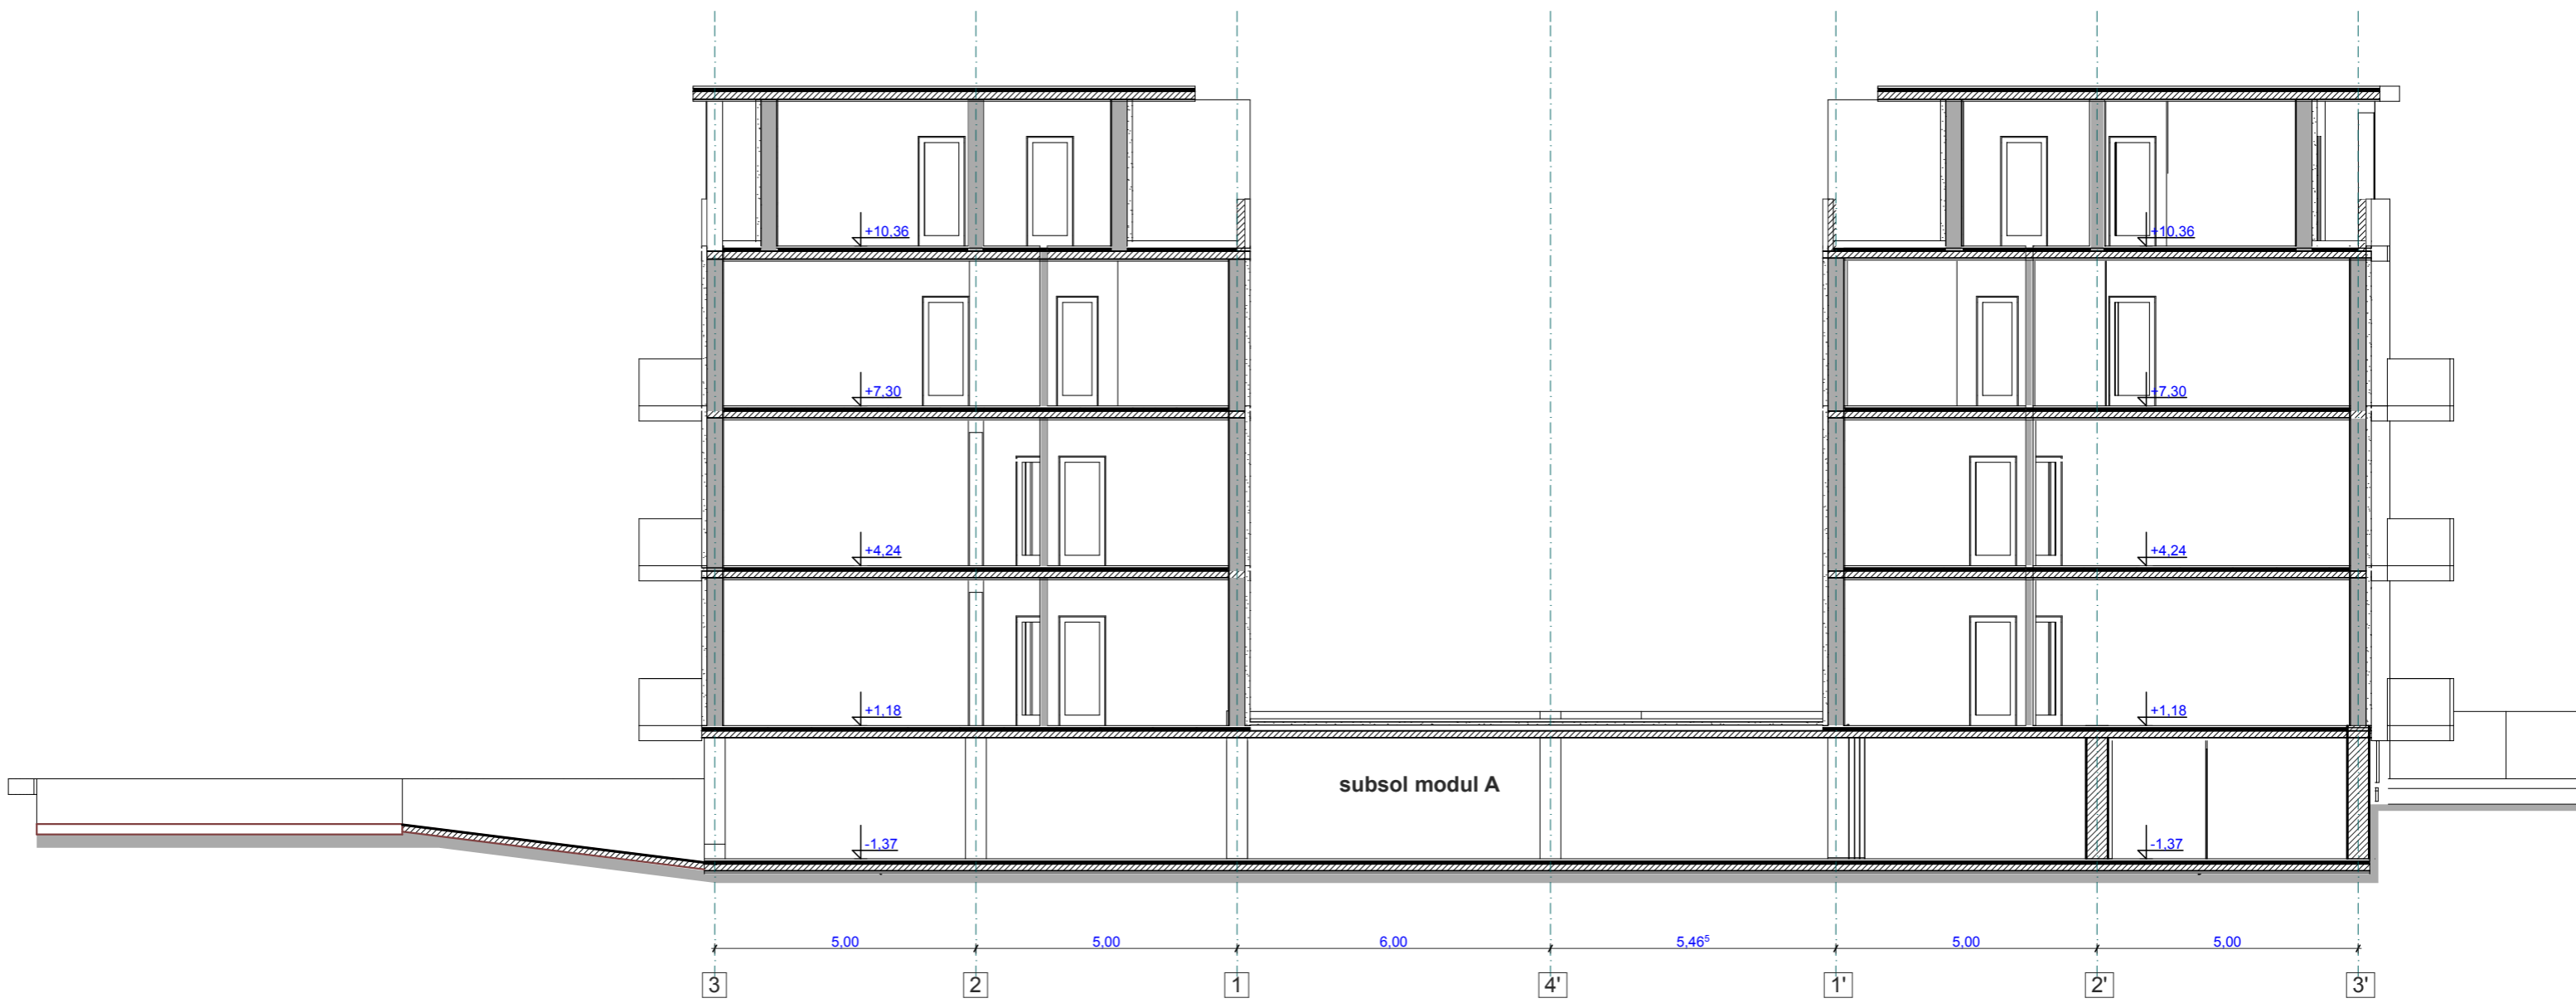 +10,36 +10,36
+7,30 +7,30
+4,24 +4,24
+1,18 +1,18
subsol modul A
-1,37 -1,37
5,00 5,00 6,00 5,46⁵ 5,00 5,00
3 2 1 4' 1' 2' 3'